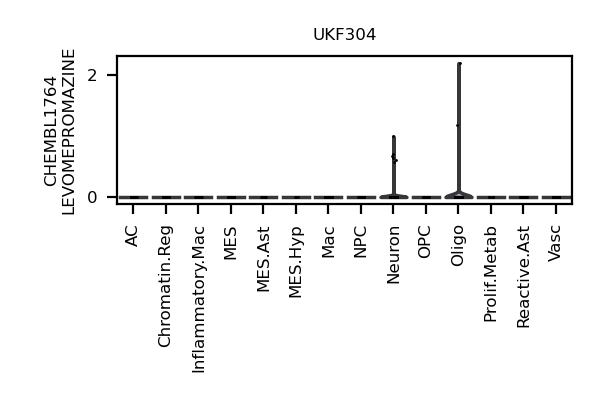 UKF304
CHEMBL1764
LEVOMEPROMAZINE
2
0
AC
Chromatin.Reg
Inflammatory.Mac
MES
MES.Ast
MES.Hyp
Mac
NPC
Neuron
OPC
Oligo
Prolif.Metab
Reactive.Ast
Vasc